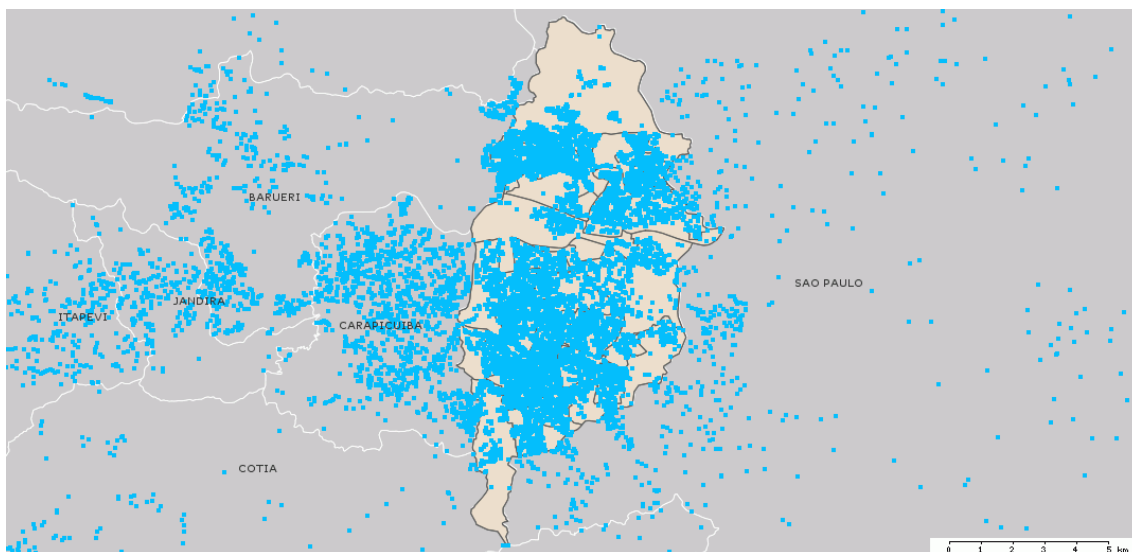 BARUERI
SAO PAULO
JANDIRA
ITAPEVI
CARAPICUIBA
COTIA
0 1 2 3 4 5 km